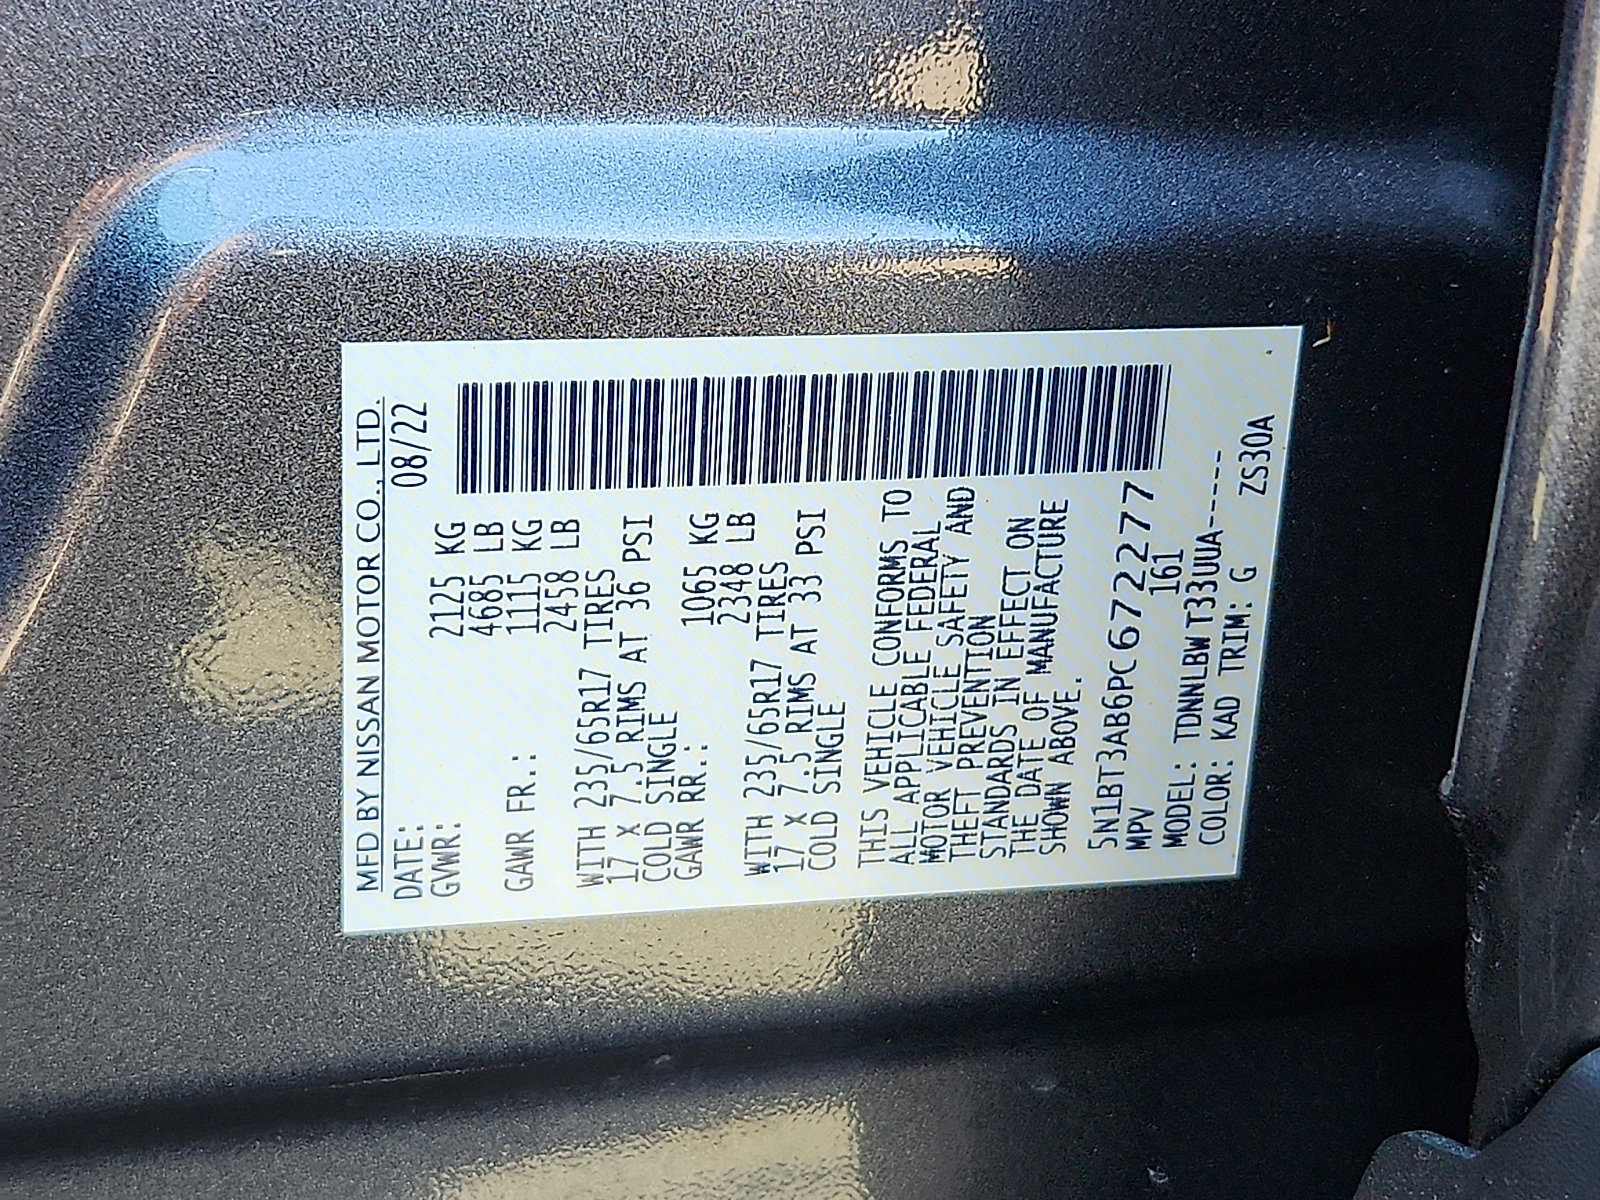 MFD BY NISSAN MOTOR CO., LTD.
DATE: 08/22
GVWR: 2125 KG
4685 LB
GAWR FR.: 1115 KG
2458 LB
WITH 235/65R17 TIRES
17 X 7.5 RIMS AT 36 PSI
COLD SINGLE
GAWR RR.: 1065 KG
2348 LB
WITH 235/65R17 TIRES
17 X 7.5 RIMS AT 33 PSI
COLD SINGLE
THIS VEHICLE CONFORMS TO
ALL APPLICABLE FEDERAL
MOTOR VEHICLE SAFETY AND
THEFT PREVENTION
STANDARDS IN EFFECT ON
THE DATE OF MANUFACTURE
SHOWN ABOVE.
5N1BT3AB6PC672277
MPV 161
MODEL: TDNNLBW T33UUA-----
COLOR: KAD TRIM: G ZS30A